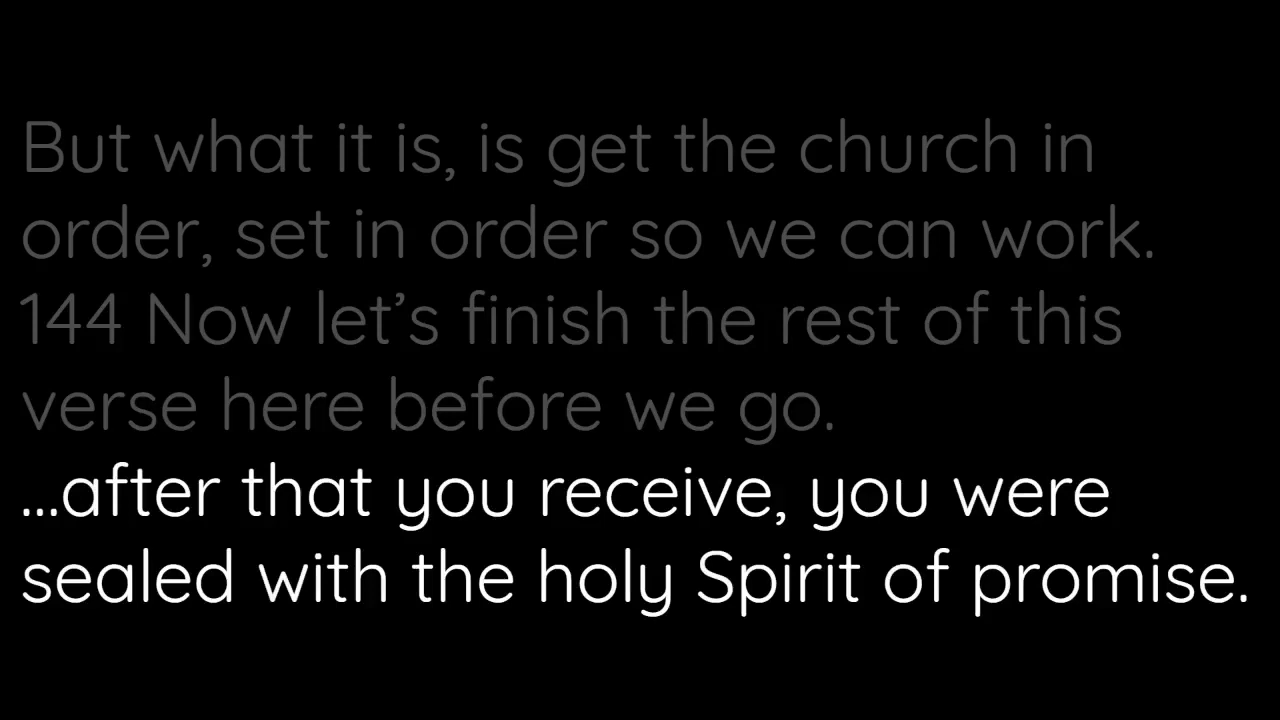 But what it is, is get the church in
order, set in order so we can work.
144 Now let’s finish the rest of this
verse here before we go.
...after that you receive, you were
sealed with the holy Spirit of promise.